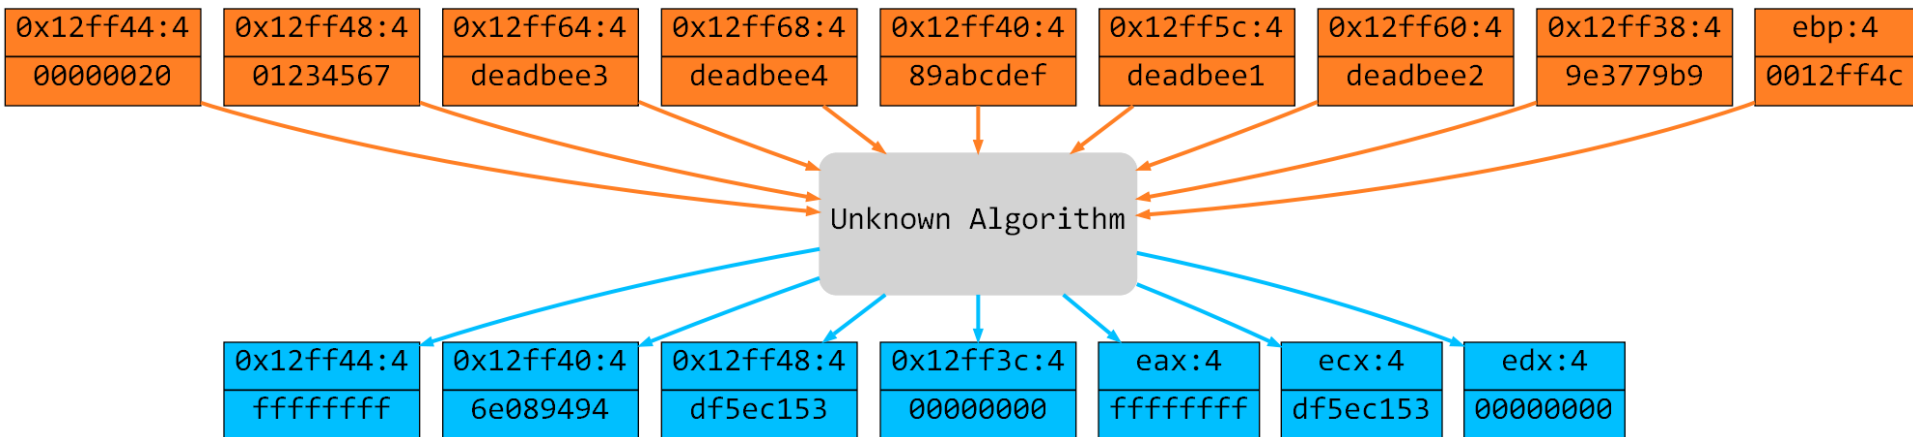 0x12ff44:4 0x12ff48:4 0x12ff64:4 0x12ff68:4 0x12ff40:4 0x12ff5c:4 0x12ff60:4 0x12ff38:4 ebp:4
00000020 01234567 deadbee3 deadbee4 89abcdef deadbee1 deadbee2 9e3779b9 0012ff4c
Unknown Algorithm
0x12ff44:4 0x12ff40:4 0x12ff48:4 0x12ff3c:4 eax:4 ecx:4 edx:4
ffffffff 6e089494 df5ec153 00000000 ffffffff df5ec153 00000000